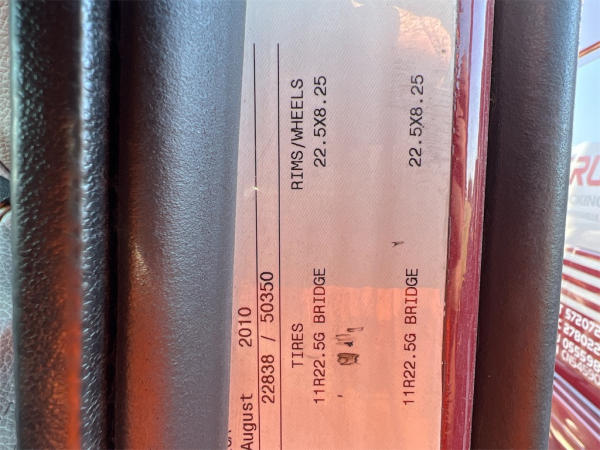 August 2010
22838 / 50350
TIRES RIMS/WHEELS
11R22.5G BRIDGE 22.5X8.25
11R22.5G BRIDGE 22.5X8.25